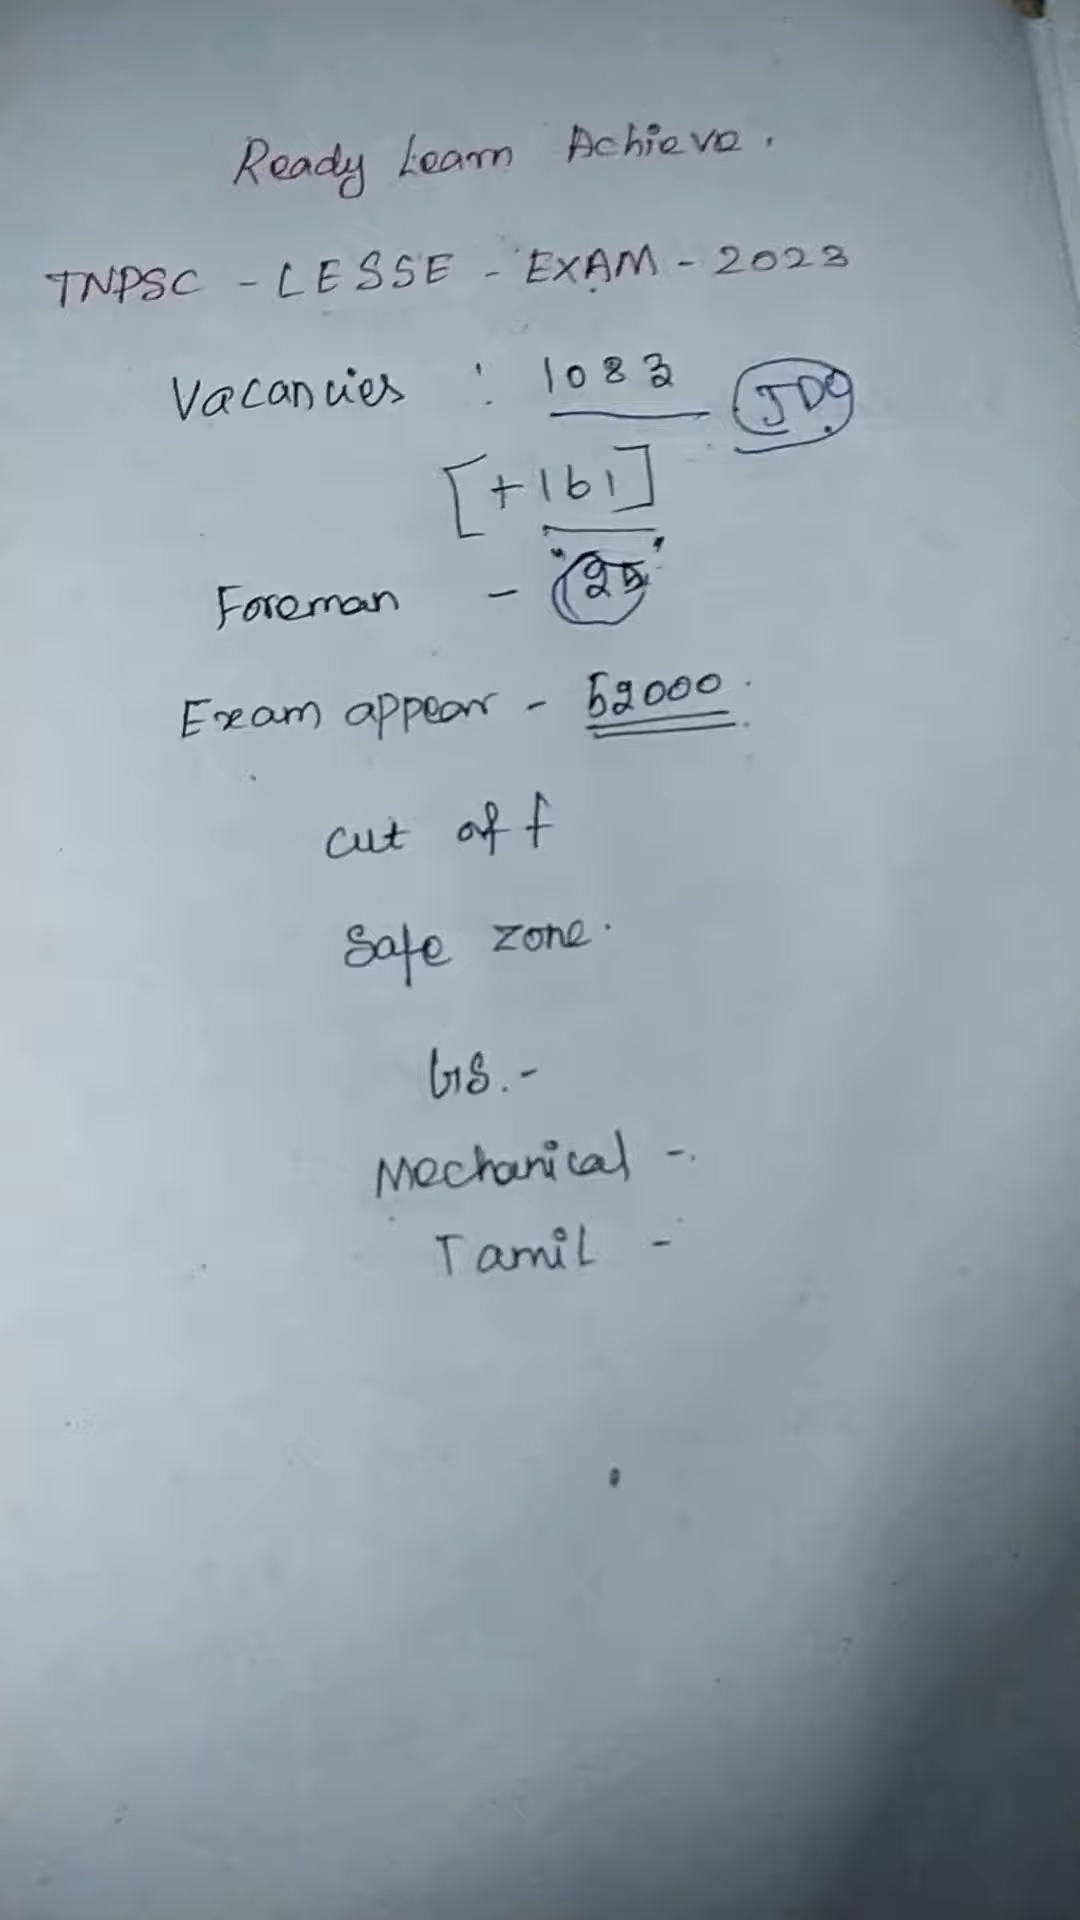 Ready Learn Achieve.
TNPSC - LESSE - EXAM - 2023
Vacancies : 1083 JDO
[+161]
Foreman - "25"
Exam appear - 52000.
cut off
Safe zone.
GS. -
Mechanical -
Tamil -